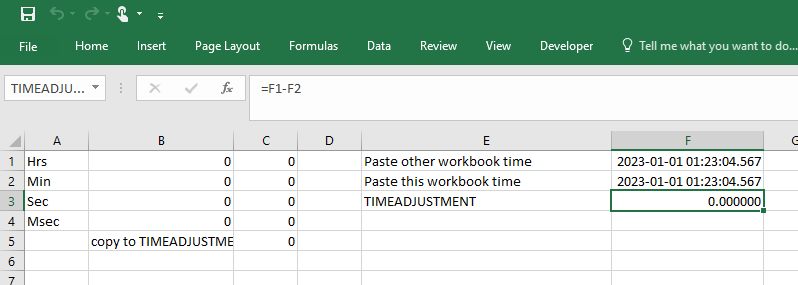 File Home Insert Page Layout Formulas Data Review View Developer Tell me what you want to do...
TIMEADJU... fx =F1-F2
A B C D E F G
1 Hrs 0 0 Paste other workbook time 2023-01-01 01:23:04.567
2 Min 0 0 Paste this workbook time 2023-01-01 01:23:04.567
3 Sec 0 0 TIMEADJUSTMENT 0.000000
4 Msec 0 0
5 copy to TIMEADJUSTME 0
6
7